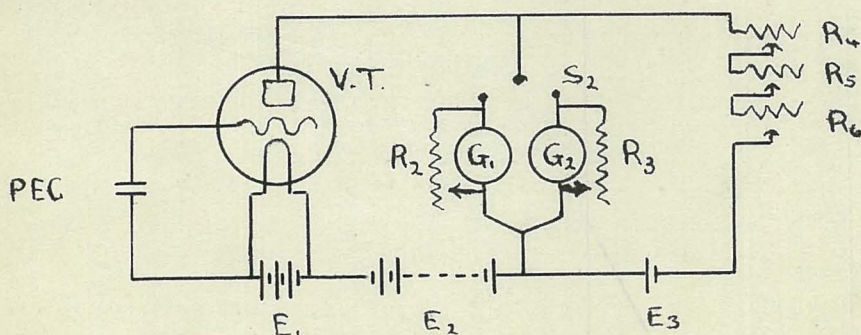 V.T.
S₂
R₄
R₅
R₆
PEC
R₂
G₁
G₂
R₃
E₁
E₂
E₃